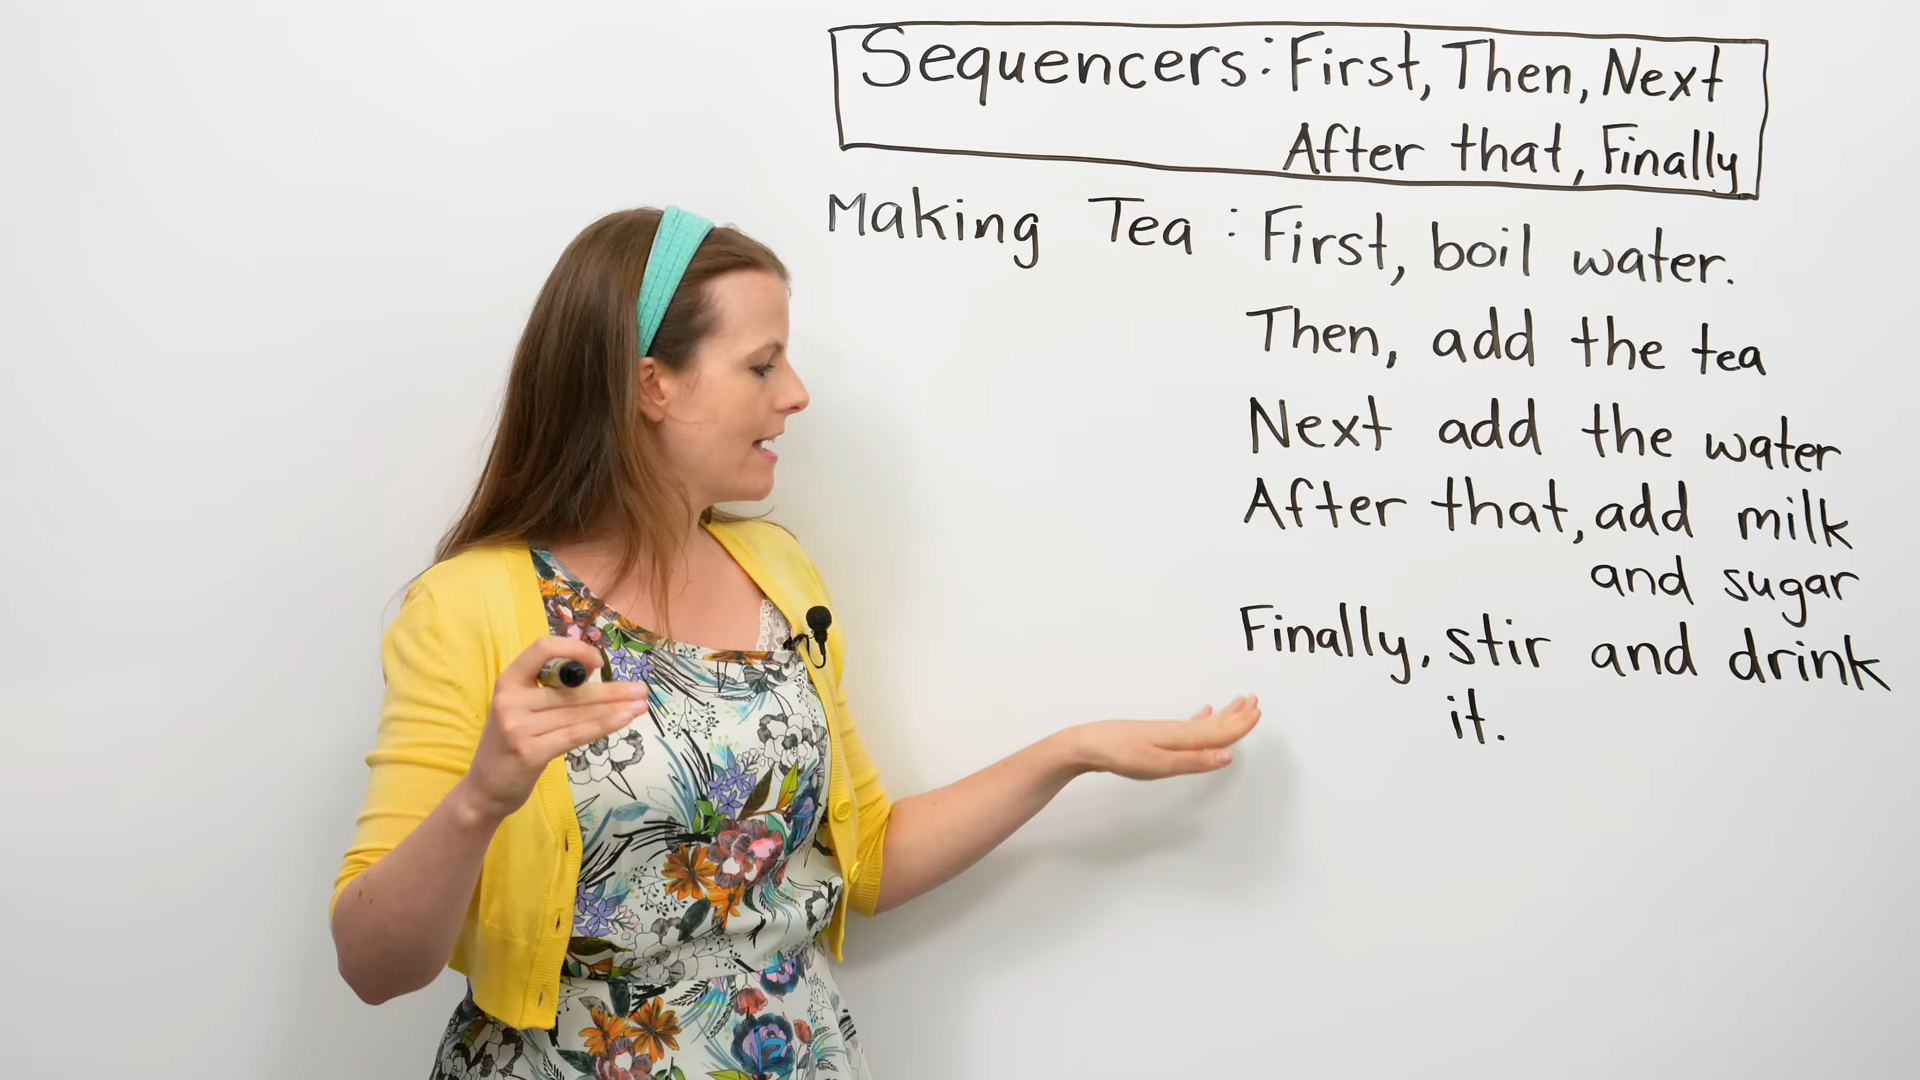 Sequencers: First, Then, Next
After that, Finally
Making Tea: First, boil water.
Then, add the tea
Next add the water
After that, add milk
and sugar
Finally, stir and drink
it.